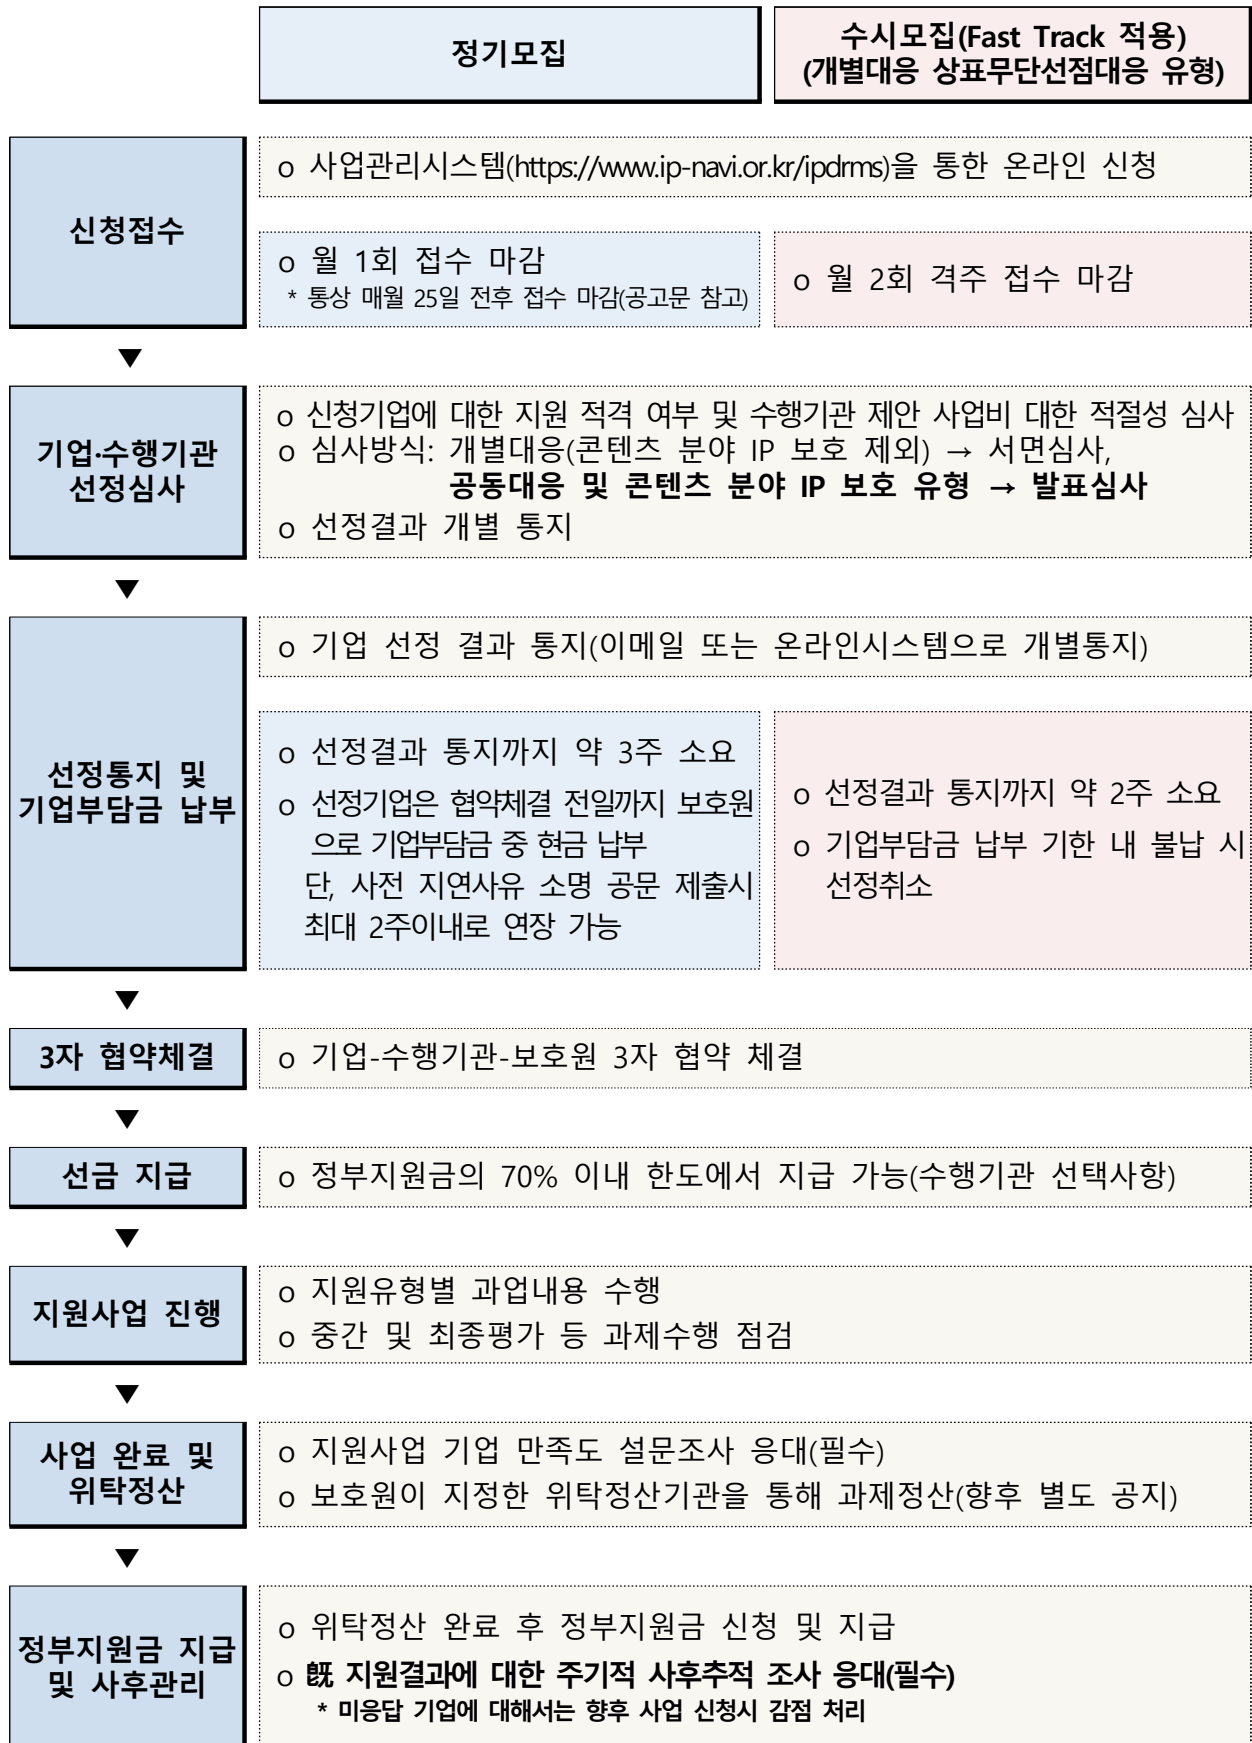 정기모집
수시모집(Fast Track 적용)
(개별대응 상표무단선점대응 유형)
신청접수
o 사업관리시스템(https://www.ip-navi.or.kr/ipdrms)을 통한 온라인 신청
o 월 1회 접수 마감
* 통상 매월 25일 전후 접수 마감(공고문 참고)
o 월 2회 격주 접수 마감
▼
기업·수행기관
선정심사
o 신청기업에 대한 지원 적격 여부 및 수행기관 제안 사업비 대한 적절성 심사
o 심사방식: 개별대응(콘텐츠 분야 IP 보호 제외) → 서면심사,
공동대응 및 콘텐츠 분야 IP 보호 유형 → 발표심사
o 선정결과 개별 통지
▼
선정통지 및
기업부담금 납부
o 기업 선정 결과 통지(이메일 또는 온라인시스템으로 개별통지)
o 선정결과 통지까지 약 3주 소요
o 선정기업은 협약체결 전일까지 보호원
으로 기업부담금 중 현금 납부
단, 사전 지연사유 소명 공문 제출시
최대 2주이내로 연장 가능
o 선정결과 통지까지 약 2주 소요
o 기업부담금 납부 기한 내 불납 시
선정취소
▼
3자 협약체결
o 기업-수행기관-보호원 3자 협약 체결
▼
선금 지급
o 정부지원금의 70% 이내 한도에서 지급 가능(수행기관 선택사항)
▼
지원사업 진행
o 지원유형별 과업내용 수행
o 중간 및 최종평가 등 과제수행 점검
▼
사업 완료 및
위탁정산
o 지원사업 기업 만족도 설문조사 응대(필수)
o 보호원이 지정한 위탁정산기관을 통해 과제정산(향후 별도 공지)
▼
정부지원금 지급
및 사후관리
o 위탁정산 완료 후 정부지원금 신청 및 지급
o 旣 지원결과에 대한 주기적 사후추적 조사 응대(필수)
* 미응답 기업에 대해서는 향후 사업 신청시 감점 처리